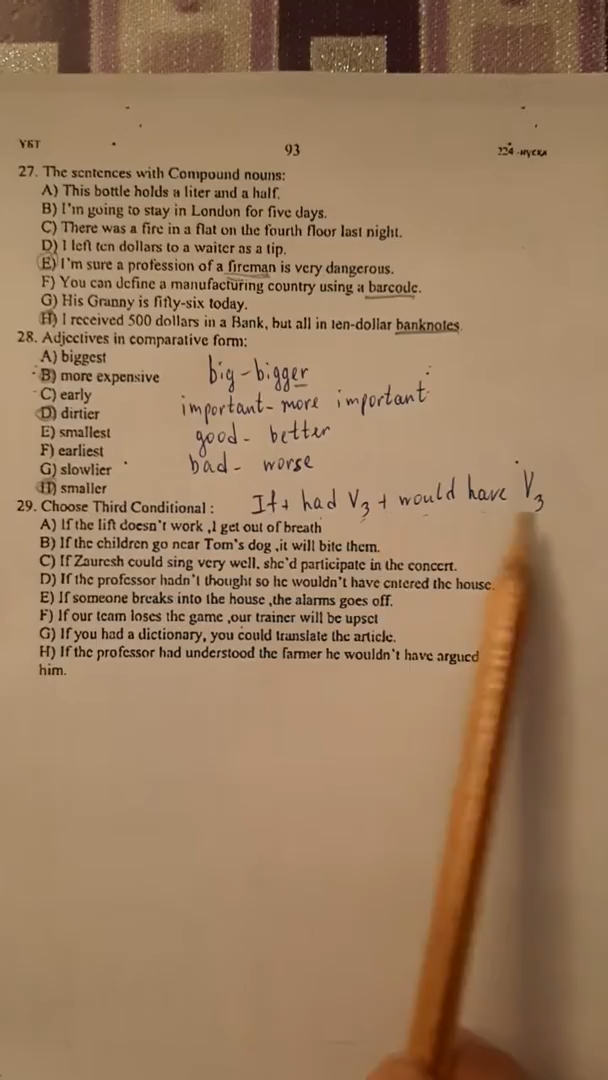 ҰБТ 93 224-нұсқа
27. The sentences with Compound nouns:
A) This bottle holds a liter and a half.
B) I'm going to stay in London for five days.
C) There was a fire in a flat on the fourth floor last night.
D) I left ten dollars to a waiter as a tip.
E) I'm sure a profession of a fireman is very dangerous.
F) You can define a manufacturing country using a barcode.
G) His Granny is fifty-six today.
H) I received 500 dollars in a Bank, but all in ten-dollar banknotes.
28. Adjectives in comparative form:
A) biggest
B) more expensive big - bigger
C) early important - more important
D) dirtier
E) smallest good - better
F) earliest bad - worse
G) slowlier
H) smaller
29. Choose Third Conditional : If + had V3 + would have V3
A) If the lift doesn't work ,I get out of breath
B) If the children go near Tom's dog ,it will bite them.
C) If Zauresh could sing very well, she'd participate in the concert.
D) If the professor hadn't thought so he wouldn't have entered the house.
E) If someone breaks into the house ,the alarms goes off.
F) If our team loses the game ,our trainer will be upset
G) If you had a dictionary, you could translate the article.
H) If the professor had understood the farmer he wouldn't have argued
him.